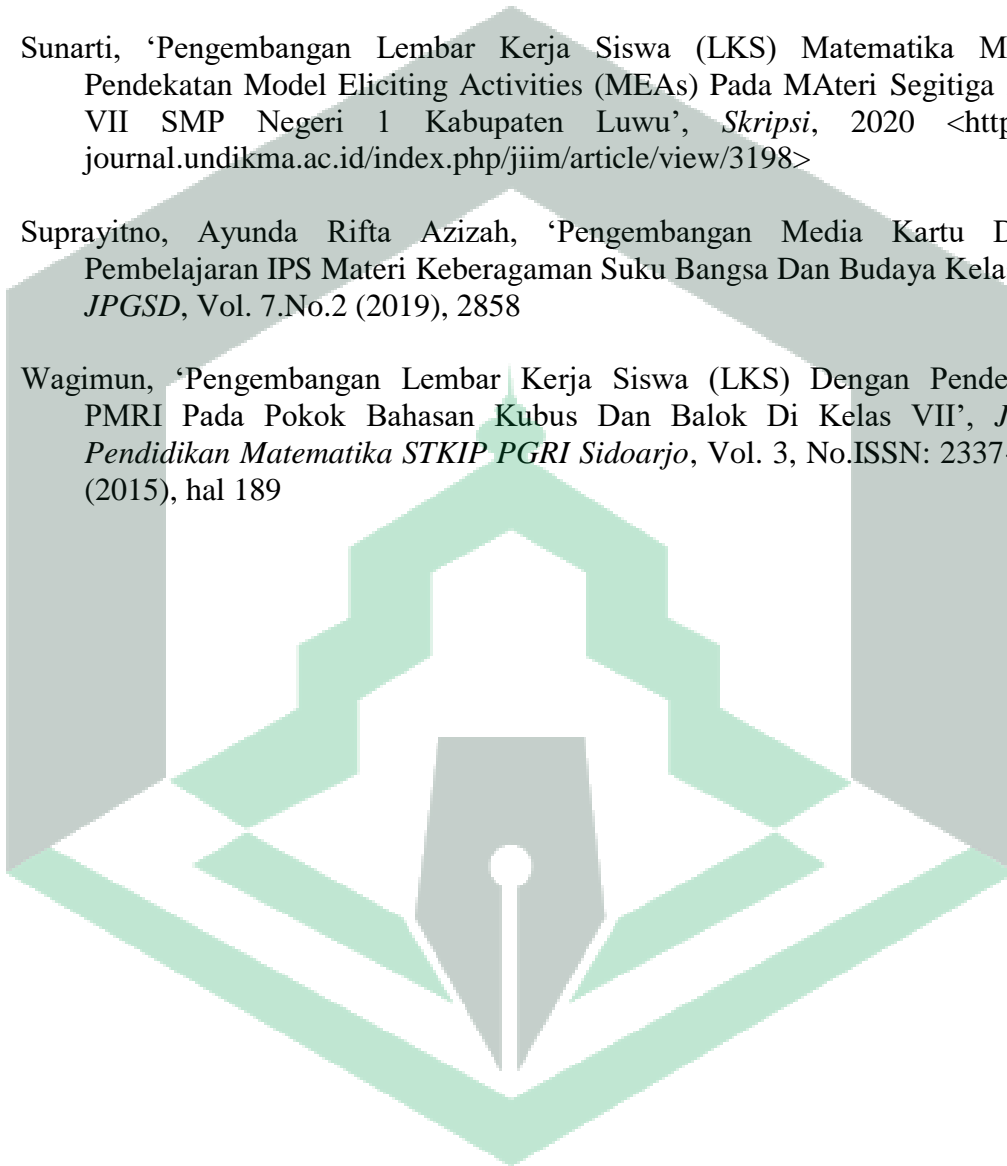 Sunarti, ‘Pengembangan Lembar Kerja Siswa (LKS) Matematika
Pendekatan Model Eliciting Activities (MEAs) Pada MAteri Segitiga
VII SMP Negeri 1 Kabupaten Luwu’, Skripsi, 2020
journal.undikma.ac.id/index.php/jiim/article/view/3198>
Suprayitno, Ayunda Rifta Azizah, ‘Pengembangan Media Kartu
Pembelajaran IPS Materi Keberagaman Suku Bangsa Dan Budaya
JPGSD, Vol. 7.No.2 (2019), 2858
Wagimun, ‘Pengembangan Lembar Kerja Siswa (LKS) Dengan
PMRI Pada Pokok Bahasan Kubus Dan Balok Di Kelas VII’,
Pendidikan Matematika STKIP PGRI Sidoarjo, Vol. 3, No.ISSN:
(2015), hal 189